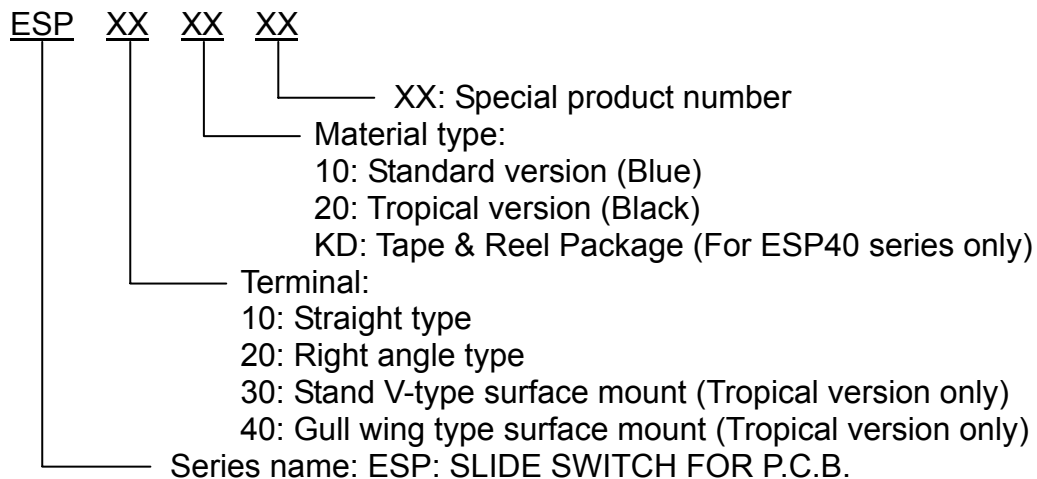 ESP XX XX XX
XX: Special product number
Material type:
10: Standard version (Blue)
20: Tropical version (Black)
KD: Tape & Reel Package (For ESP40 series only)
Terminal:
10: Straight type
20: Right angle type
30: Stand V-type surface mount (Tropical version only)
40: Gull wing type surface mount (Tropical version only)
Series name: ESP: SLIDE SWITCH FOR P.C.B.